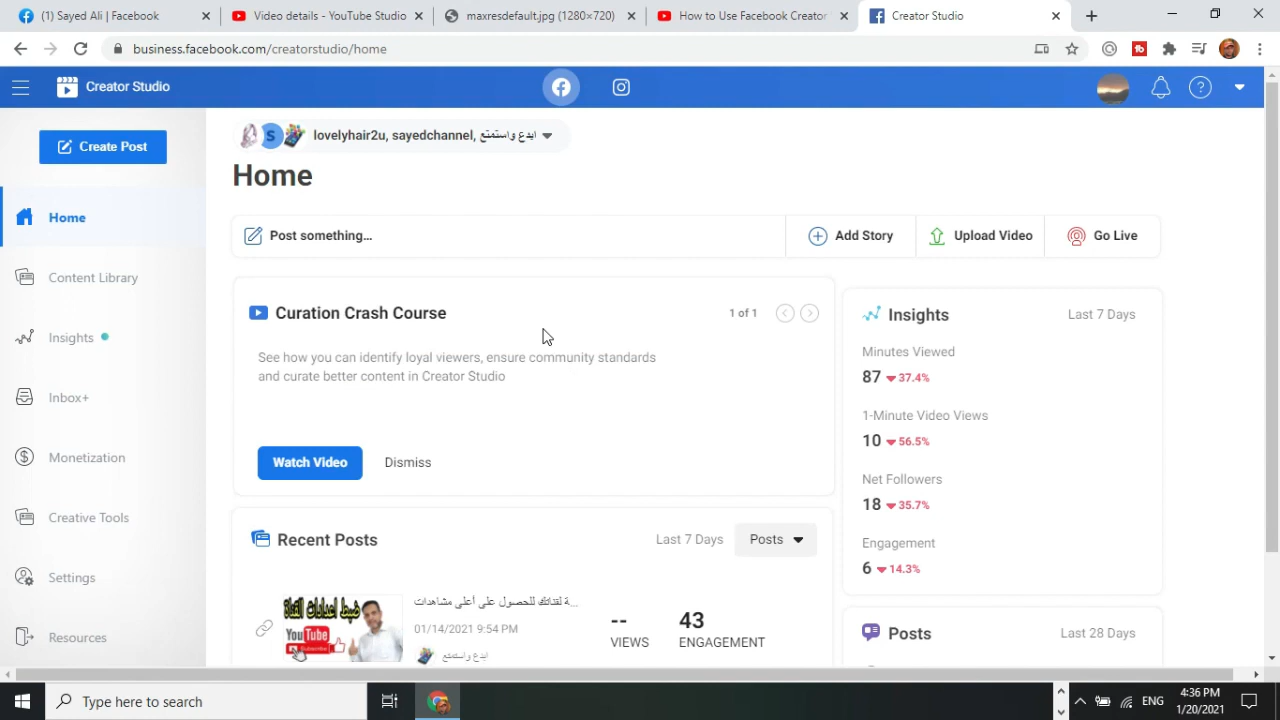 (1) Sayed Ali | Facebook
Video details - YouTube Studio
maxresdefault.jpg (1280×720)
How to Use Facebook Creator
Creator Studio
business.facebook.com/creatorstudio/home
Creator Studio
Create Post
Home
Content Library
Insights
Inbox+
Monetization
Creative Tools
Settings
Resources
lovelyhair2u, sayedchannel, ابدع واستمتع
Home
Post something...
Add Story
Upload Video
Go Live
Curation Crash Course
1 of 1
See how you can identify loyal viewers, ensure community standards
and curate better content in Creator Studio
Watch Video
Dismiss
Insights
Last 7 Days
Minutes Viewed
87 37.4%
1-Minute Video Views
10 56.5%
Net Followers
18 35.7%
Engagement
6 14.3%
Recent Posts
Last 7 Days
Posts
ضبط اعدادات القناة
YouTube
Subscribe
ة لقناتك للحصول على أعلى مشاهدات...
01/14/2021 9:54 PM
ابدع واستمتع
--
VIEWS
43
ENGAGEMENT
Posts
Last 28 Days
Type here to search
ENG
4:36 PM
1/20/2021